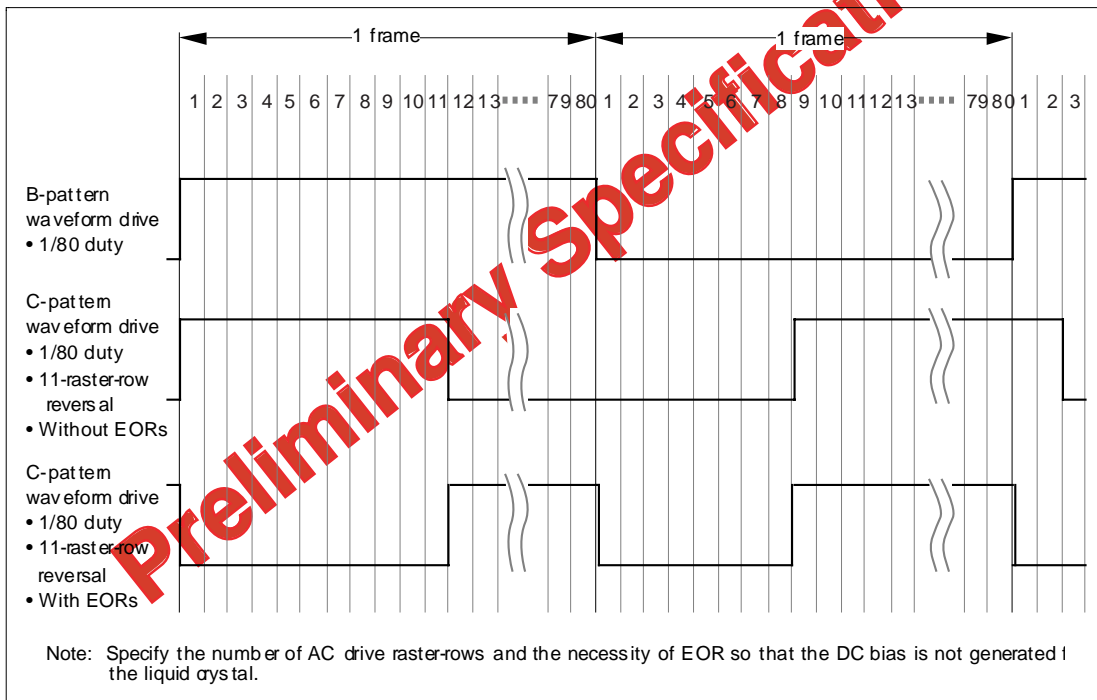 1 frame 1 frame
1 2 3 4 5 6 7 8 9 10 11 12 13 79 80 1 2 3 4 5 6 7 8 9 10 11 12 13 79 80 1 2 3
B-pattern
waveform drive
• 1/80 duty
C-pattern
waveform drive
• 1/80 duty
• 11-raster-row
reversal
• Without EORs
C-pattern
waveform drive
• 1/80 duty
• 11-raster-row
reversal
• With EORs
Preliminary Specificati
Note: Specify the number of AC drive raster-rows and the necessity of EOR so that the DC bias is not generated
the liquid crystal.